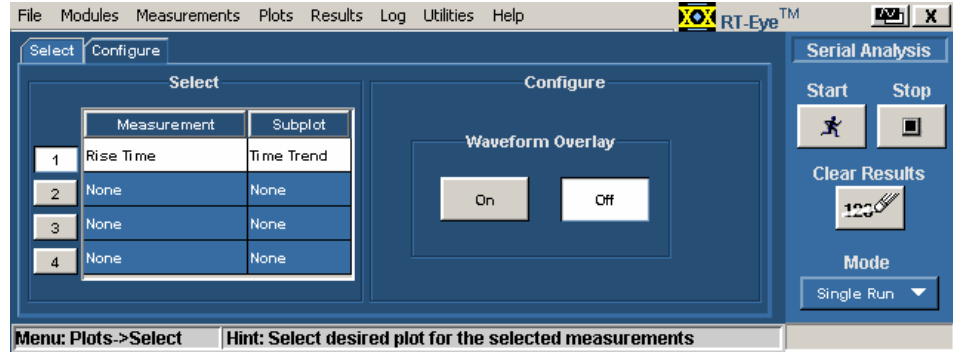 File Modules Measurements Plots Results Log Utilities Help RT-Eye™ X
Select Configure
Serial Analysis
Select
Configure
Start Stop
Measurement Subplot
Waveform Overlay
1 Rise Time Time Trend
2 None None
On Off
3 None None
4 None None
Clear Results
123
Mode
Single Run
Menu: Plots->Select Hint: Select desired plot for the selected measurements